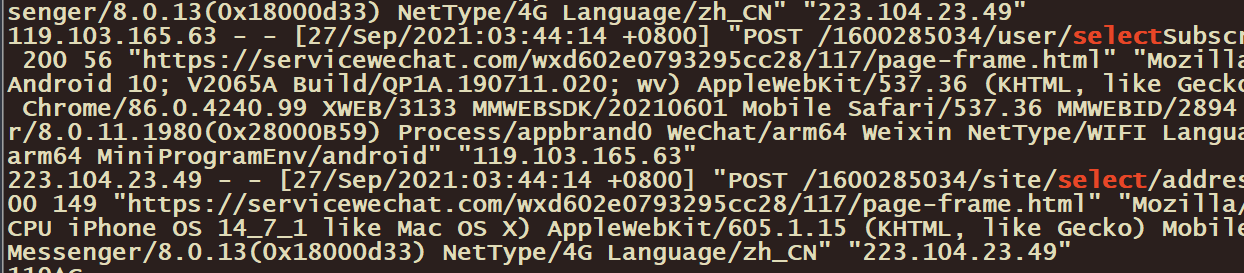 senger/8.0.13(0x18000d33) NetType/4G Language/zh_CN" "223.104.23.49"
119.103.165.63 - - [27/Sep/2021:03:44:14 +0800] "POST /1600285034/user/selectSubscr
 200 56 "https://servicewechat.com/wxd602e0793295cc28/117/page-frame.html" "Mozilla
Android 10; V2065A Build/QP1A.190711.020; wv) AppleWebKit/537.36 (KHTML, like Gecko
 Chrome/86.0.4240.99 XWEB/3133 MMWEBSDK/20210601 Mobile Safari/537.36 MMWEBID/2894
r/8.0.11.1980(0x28000B59) Process/appbrand0 WeChat/arm64 Weixin NetType/WIFI Langua
arm64 MiniProgramEnv/android" "119.103.165.63"
223.104.23.49 - - [27/Sep/2021:03:44:14 +0800] "POST /1600285034/site/select/addres
00 149 "https://servicewechat.com/wxd602e0793295cc28/117/page-frame.html" "Mozilla/
CPU iPhone OS 14_7_1 like Mac OS X) AppleWebKit/605.1.15 (KHTML, like Gecko) Mobile
Messenger/8.0.13(0x18000d33) NetType/4G Language/zh_CN" "223.104.23.49"